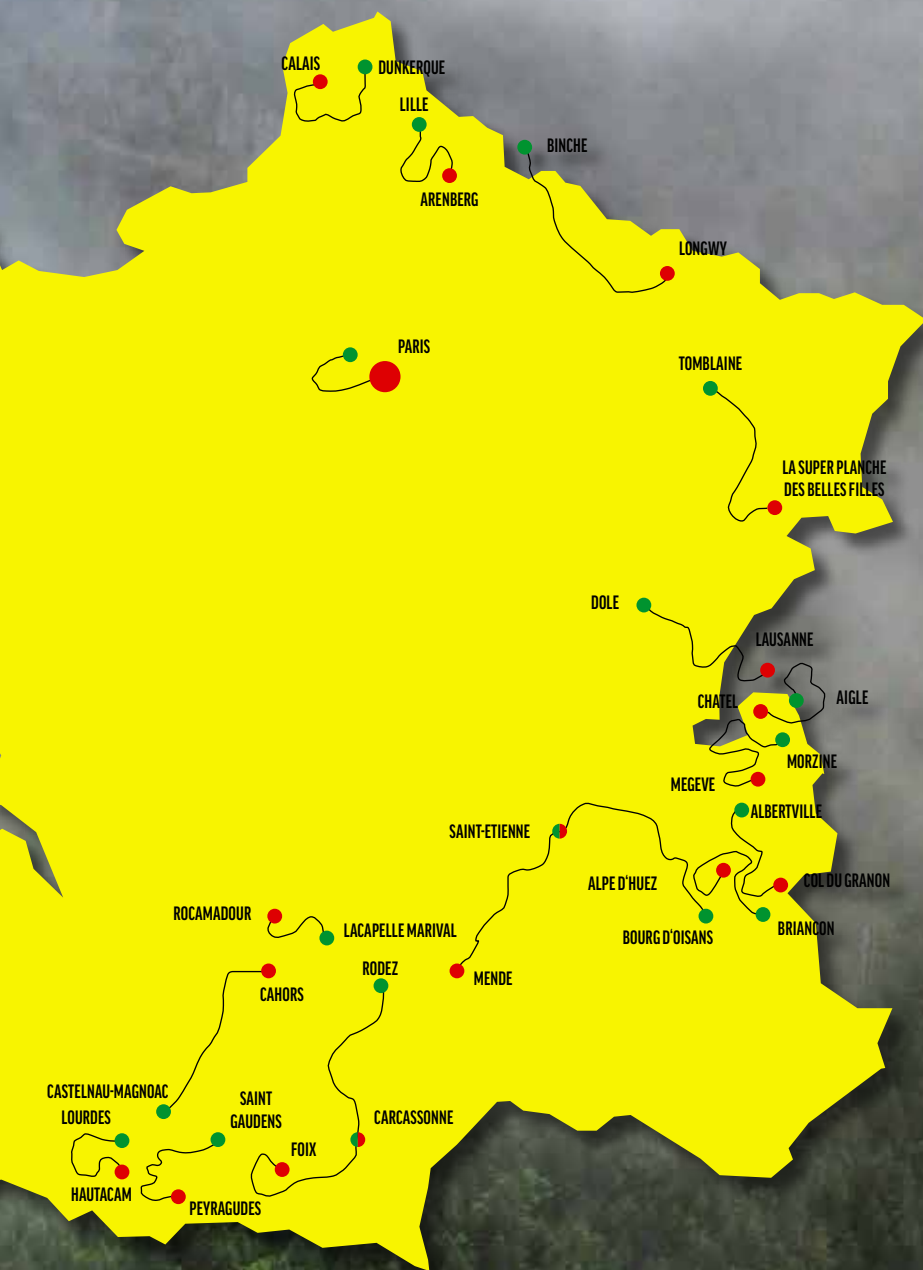 CALAIS
DUNKERQUE
LILLE
BINCHE
ARENBERG
LONGWY
PARIS
TOMBLAINE
LA SUPER PLANCHE
DES BELLES FILLES
DOLE
LAUSANNE
CHATEL
AIGLE
MORZINE
MEGEVE
ALBERTVILLE
SAINT-ETIENNE
ALPE D'HUEZ
COL DU GRANON
ROCAMADOUR
LACAPELLE MARIVAL
BOURG D'OISANS
BRIANCON
RODEZ
MENDE
CAHORS
CASTELNAU-MAGNOAC
LOURDES
SAINT
GAUDENS
CARCASSONNE
FOIX
HAUTACAM
PEYRAGUDES